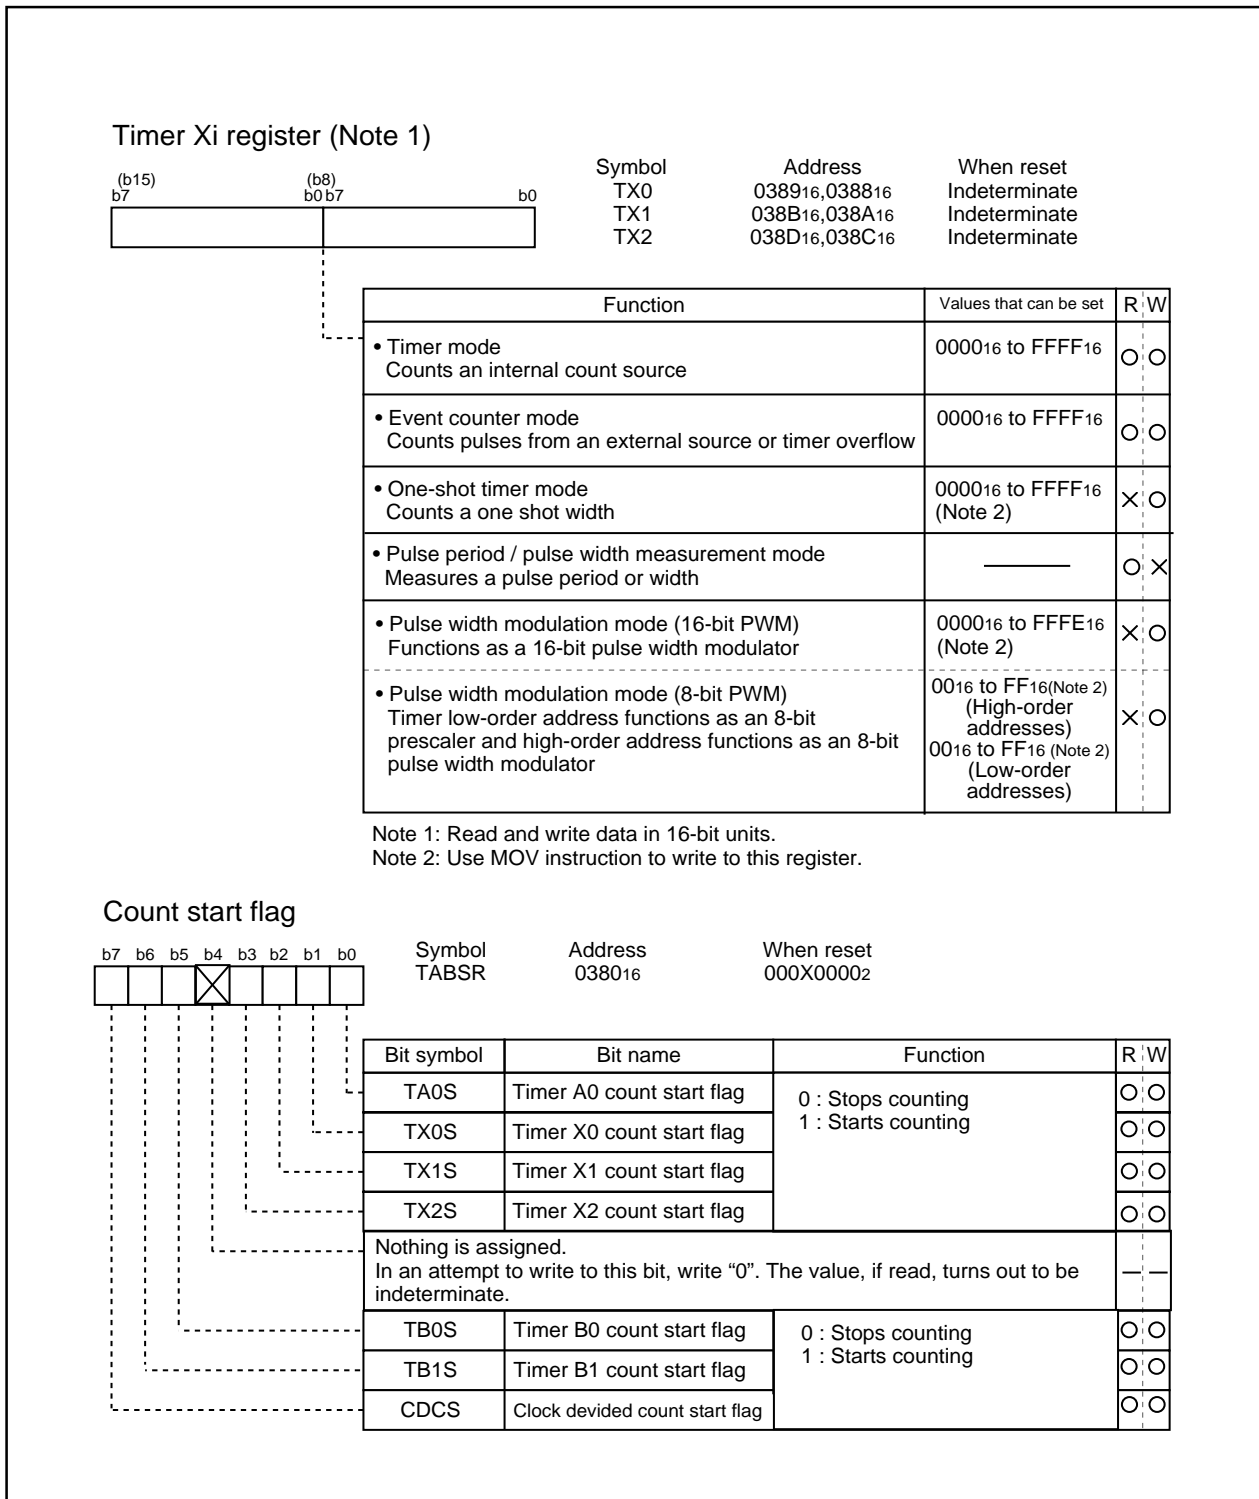 Timer Xi register (Note 1)
(b15) (b8)
b7 b0 b7 b0
Symbol Address When reset
TX0 038916,038816 Indeterminate
TX1 038B16,038A16 Indeterminate
TX2 038D16,038C16 Indeterminate
Function Values that can be set R W
• Timer mode 000016 to FFFF16
Counts an internal count source
• Event counter mode 000016 to FFFF16
Counts pulses from an external source or timer overflow
• One-shot timer mode 000016 to FFFF16
Counts a one shot width (Note 2)
• Pulse period / pulse width measurement mode
Measures a pulse period or width
• Pulse width modulation mode (16-bit PWM) 000016 to FFFE16
Functions as a 16-bit pulse width modulator (Note 2)
• Pulse width modulation mode (8-bit PWM)
Timer low-order address functions as an 8-bit
prescaler and high-order address functions as an 8-bit
pulse width modulator
0016 to FF16(Note 2)
(High-order
addresses)
0016 to FF16 (Note 2)
(Low-order
addresses)
Note 1: Read and write data in 16-bit units.
Note 2: Use MOV instruction to write to this register.
Count start flag
b7 b6 b5 b4 b3 b2 b1 b0
Symbol Address When reset
TABSR 038016 000X00002
Bit symbol Bit name Function R W
TA0S Timer A0 count start flag
0 : Stops counting
1 : Starts counting
TX0S Timer X0 count start flag
TX1S Timer X1 count start flag
TX2S Timer X2 count start flag
Nothing is assigned.
In an attempt to write to this bit, write “0”. The value, if read, turns out to be
indeterminate.
TB0S Timer B0 count start flag
0 : Stops counting
1 : Starts counting
TB1S Timer B1 count start flag
CDCS Clock devided count start flag